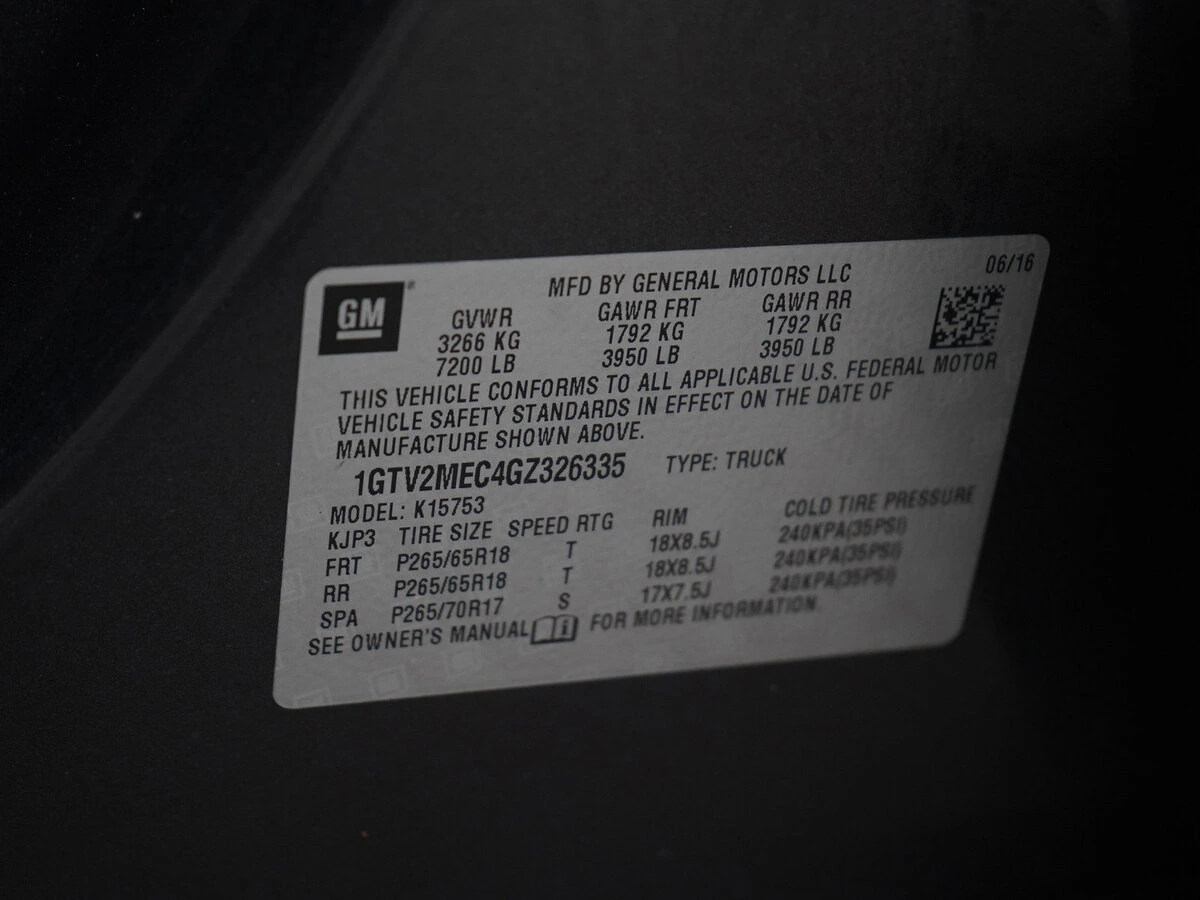 MFD BY GENERAL MOTORS LLC 06/16
GM®
GVWR GAWR FRT GAWR RR
3266 KG 1792 KG 1792 KG
7200 LB 3950 LB 3950 LB
THIS VEHICLE CONFORMS TO ALL APPLICABLE U.S. FEDERAL MOTOR
VEHICLE SAFETY STANDARDS IN EFFECT ON THE DATE OF
MANUFACTURE SHOWN ABOVE.
1GTV2MEC4GZ326335 TYPE: TRUCK
MODEL: K15753
KJP3 TIRE SIZE SPEED RTG RIM COLD TIRE PRESSURE
FRT P265/65R18 T 18X8.5J 240KPA(35PSI)
RR P265/65R18 T 18X8.5J 240KPA(35PSI)
SPA P265/70R17 S 17X7.5J 240KPA(35PSI)
SEE OWNER'S MANUAL i FOR MORE INFORMATION.